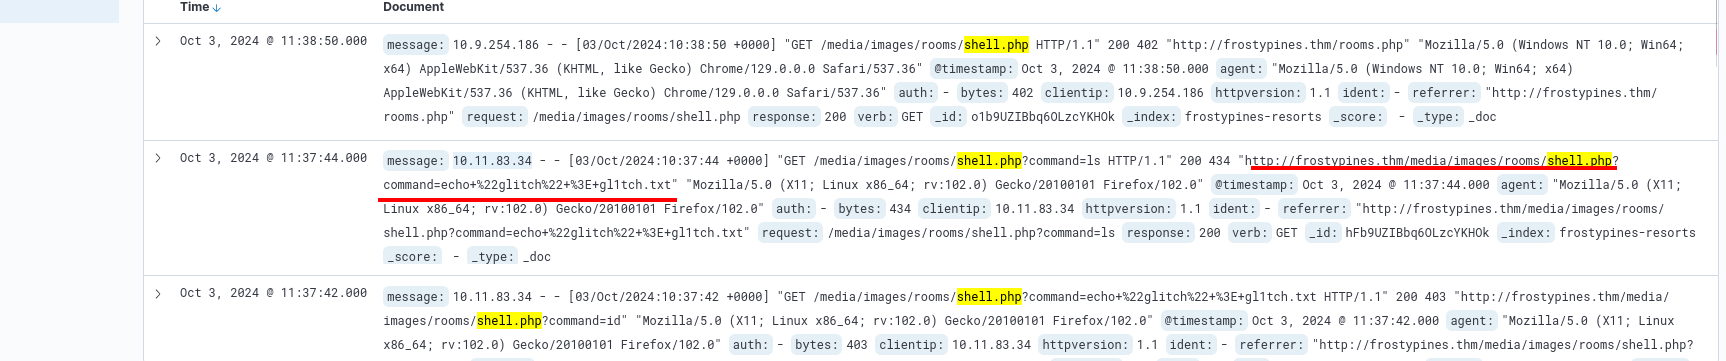 Time↓ Document
Oct 3, 2024 @ 11:38:50.000 message: 10.9.254.186 - - [03/Oct/2024:10:38:50 +0000] "GET /media/images/rooms/shell.php HTTP/1.1" 200 402 "http://frostypines.thm/rooms.php" "Mozilla/5.0 (Windows NT 10.0; Win64;
x64) AppleWebKit/537.36 (KHTML, like Gecko) Chrome/129.0.0.0 Safari/537.36" @timestamp: Oct 3, 2024 @ 11:38:50.000 agent: "Mozilla/5.0 (Windows NT 10.0; Win64; x64)
AppleWebKit/537.36 (KHTML, like Gecko) Chrome/129.0.0.0 Safari/537.36" auth: - bytes: 402 clientip: 10.9.254.186 httpversion: 1.1 ident: - referrer: "http://frostypines.thm/
rooms.php" request: /media/images/rooms/shell.php response: 200 verb: GET _id: o1b9UZIBbq6OLzcYKHOk _index: frostypines-resorts _score: - _type: _doc
Oct 3, 2024 @ 11:37:44.000 message: 10.11.83.34 - - [03/Oct/2024:10:37:44 +0000] "GET /media/images/rooms/shell.php?command=ls HTTP/1.1" 200 434 "http://frostypines.thm/media/images/rooms/shell.php?
command=echo+%22glitch%22+%3E+gl1tch.txt" "Mozilla/5.0 (X11; Linux x86_64; rv:102.0) Gecko/20100101 Firefox/102.0" @timestamp: Oct 3, 2024 @ 11:37:44.000 agent: "Mozilla/5.0 (X11;
Linux x86_64; rv:102.0) Gecko/20100101 Firefox/102.0" auth: - bytes: 434 clientip: 10.11.83.34 httpversion: 1.1 ident: - referrer: "http://frostypines.thm/media/images/rooms/
shell.php?command=echo+%22glitch%22+%3E+gl1tch.txt" request: /media/images/rooms/shell.php?command=ls response: 200 verb: GET _id: hFb9UZIBbq6OLzcYKHOk _index: frostypines-resorts
_score: - _type: _doc
Oct 3, 2024 @ 11:37:42.000 message: 10.11.83.34 - - [03/Oct/2024:10:37:42 +0000] "GET /media/images/rooms/shell.php?command=echo+%22glitch%22+%3E+gl1tch.txt HTTP/1.1" 200 403 "http://frostypines.thm/media/
images/rooms/shell.php?command=id" "Mozilla/5.0 (X11; Linux x86_64; rv:102.0) Gecko/20100101 Firefox/102.0" @timestamp: Oct 3, 2024 @ 11:37:42.000 agent: "Mozilla/5.0 (X11; Linux
x86_64; rv:102.0) Gecko/20100101 Firefox/102.0" auth: - bytes: 403 clientip: 10.11.83.34 httpversion: 1.1 ident: - referrer: "http://frostypines.thm/media/images/rooms/shell.php?